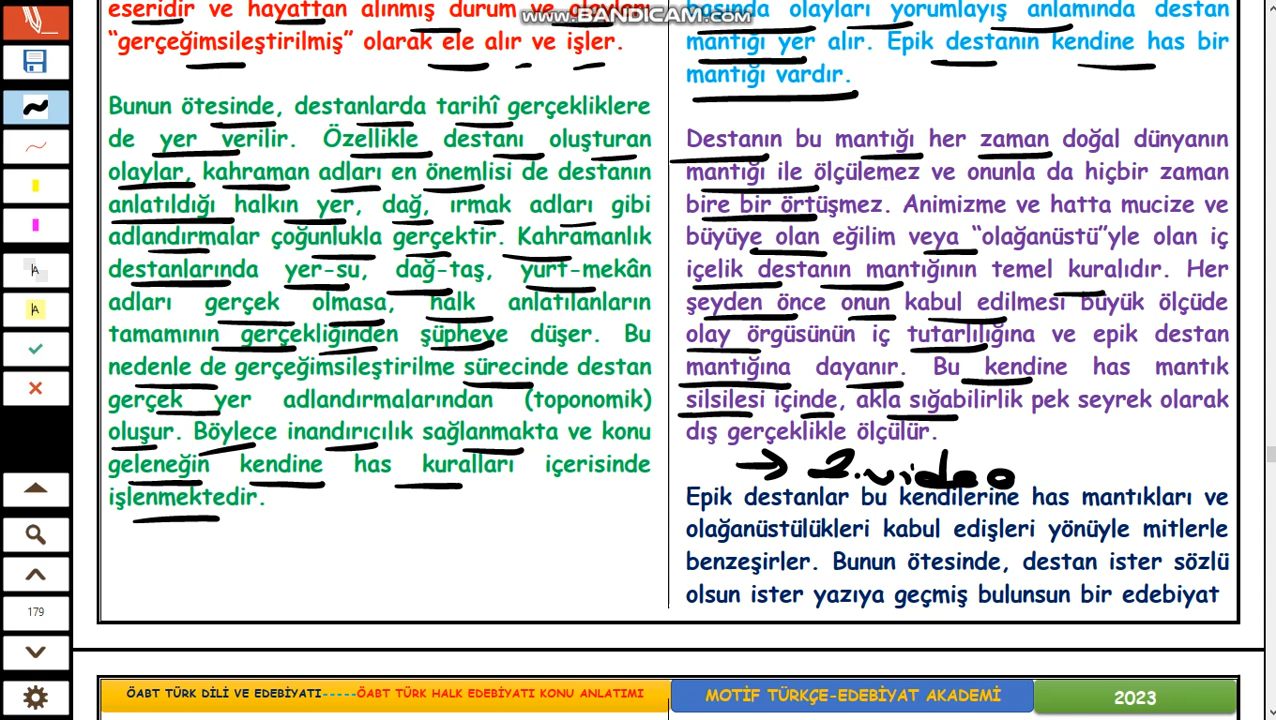 www.BANDICAM.com
eseridir ve hayattan alınmış durum ve olayları
“gerçeğimsileştirilmiş” olarak ele alır ve işler.
Bunun ötesinde, destanlarda tarihî gerçekliklere
de yer verilir. Özellikle destanı oluşturan
olaylar, kahraman adları en önemlisi de destanın
anlatıldığı halkın yer, dağ, ırmak adları gibi
adlandırmalar çoğunlukla gerçektir. Kahramanlık
destanlarında yer-su, dağ-taş, yurt-mekân
adları gerçek olmasa, halk anlatılanların
tamamının gerçekliğinden şüpheye düşer. Bu
nedenle de gerçeğimsileştirilme sürecinde destan
gerçek yer adlandırmalarından (toponomik)
oluşur. Böylece inandırıcılık sağlanmakta ve konu
geleneğin kendine has kuralları içerisinde
işlenmektedir.
başında olayları yorumlayış anlamında destan
mantığı yer alır. Epik destanın kendine has bir
mantığı vardır.
Destanın bu mantığı her zaman doğal dünyanın
mantığı ile ölçülemez ve onunla da hiçbir zaman
bire bir örtüşmez. Animizme ve hatta mucize ve
büyüye olan eğilim veya “olağanüstü”yle olan iç
içelik destanın mantığının temel kuralıdır. Her
şeyden önce onun kabul edilmesi büyük ölçüde
olay örgüsünün iç tutarlılığına ve epik destan
mantığına dayanır. Bu kendine has mantık
silsilesi içinde, akla sığabilirlik pek seyrek olarak
dış gerçeklikle ölçülür.
→ 2. video
Epik destanlar bu kendilerine has mantıkları ve
olağanüstülükleri kabul edişleri yönüyle mitlerle
benzeşirler. Bunun ötesinde, destan ister sözlü
olsun ister yazıya geçmiş bulunsun bir edebiyat
179
ÖABT TÜRK DİLİ VE EDEBİYATI-----ÖABT TÜRK HALK EDEBİYATI KONU ANLATIMI
MOTİF TÜRKÇE-EDEBİYAT AKADEMİ
2023